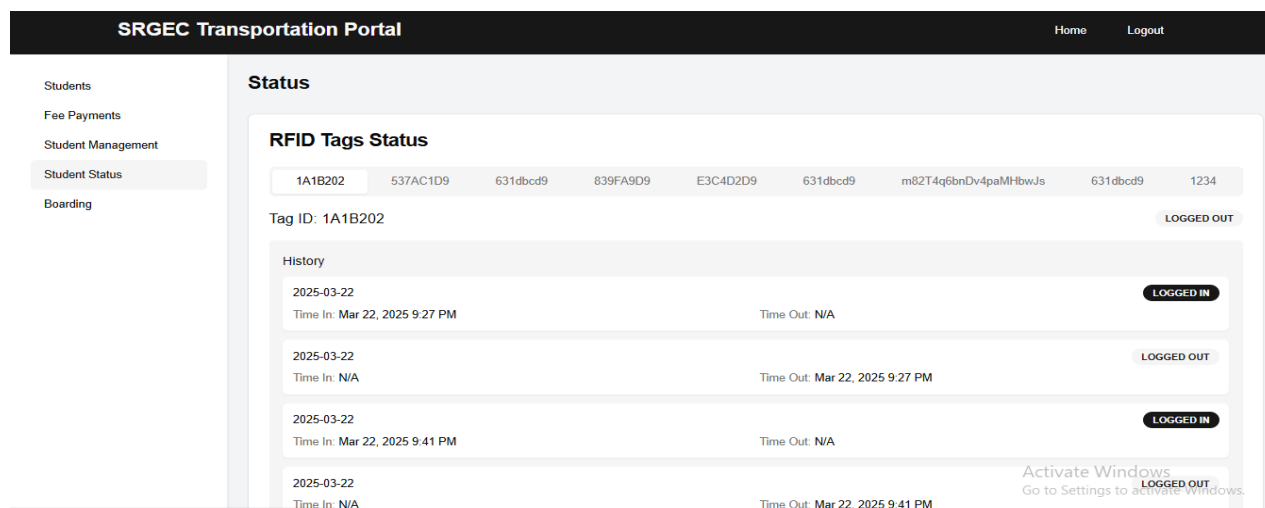 SRGEC Transportation Portal Home Logout
Students
Fee Payments
Student Management
Student Status
Boarding
Status
RFID Tags Status
1A1B202 537AC1D9 631dbcd9 839FA9D9 E3C4D2D9 631dbcd9 m82T4q6bnDv4paMHbwJs 631dbcd9 1234
Tag ID: 1A1B202 LOGGED OUT
History
2025-03-22 LOGGED IN
Time In: Mar 22, 2025 9:27 PM Time Out: N/A
2025-03-22 LOGGED OUT
Time In: N/A Time Out: Mar 22, 2025 9:27 PM
2025-03-22 LOGGED IN
Time In: Mar 22, 2025 9:41 PM Time Out: N/A
2025-03-22 LOGGED OUT
Time In: N/A Time Out: Mar 22, 2025 9:41 PM
Activate Windows
Go to Settings to activate Windows.